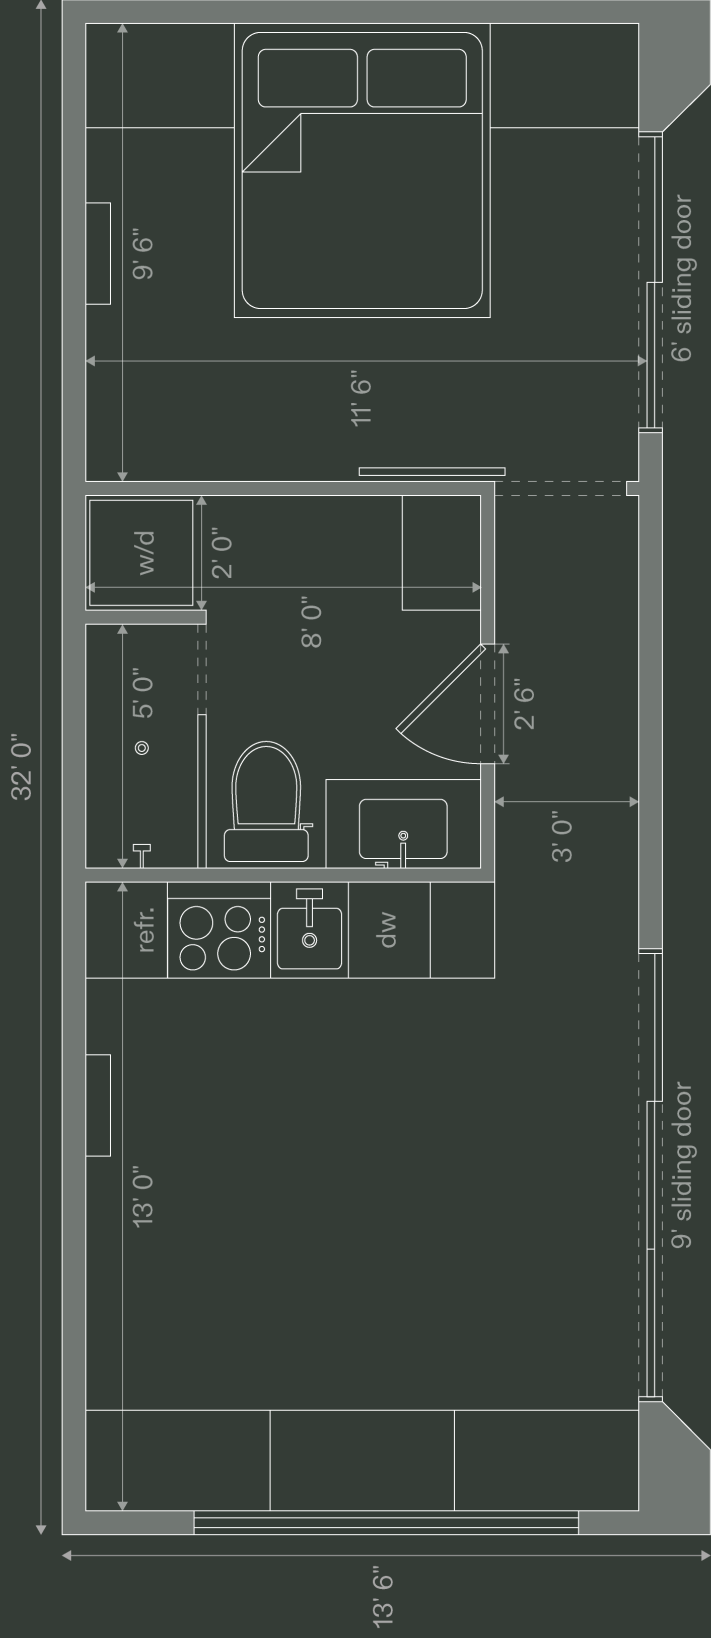 6' sliding door
9' 6"
11' 6"
w/d
2' 0"
8' 0"
5' 0"
2' 6"
32' 0"
3' 0"
refr.
dw
13' 0"
9' sliding door
13' 6"